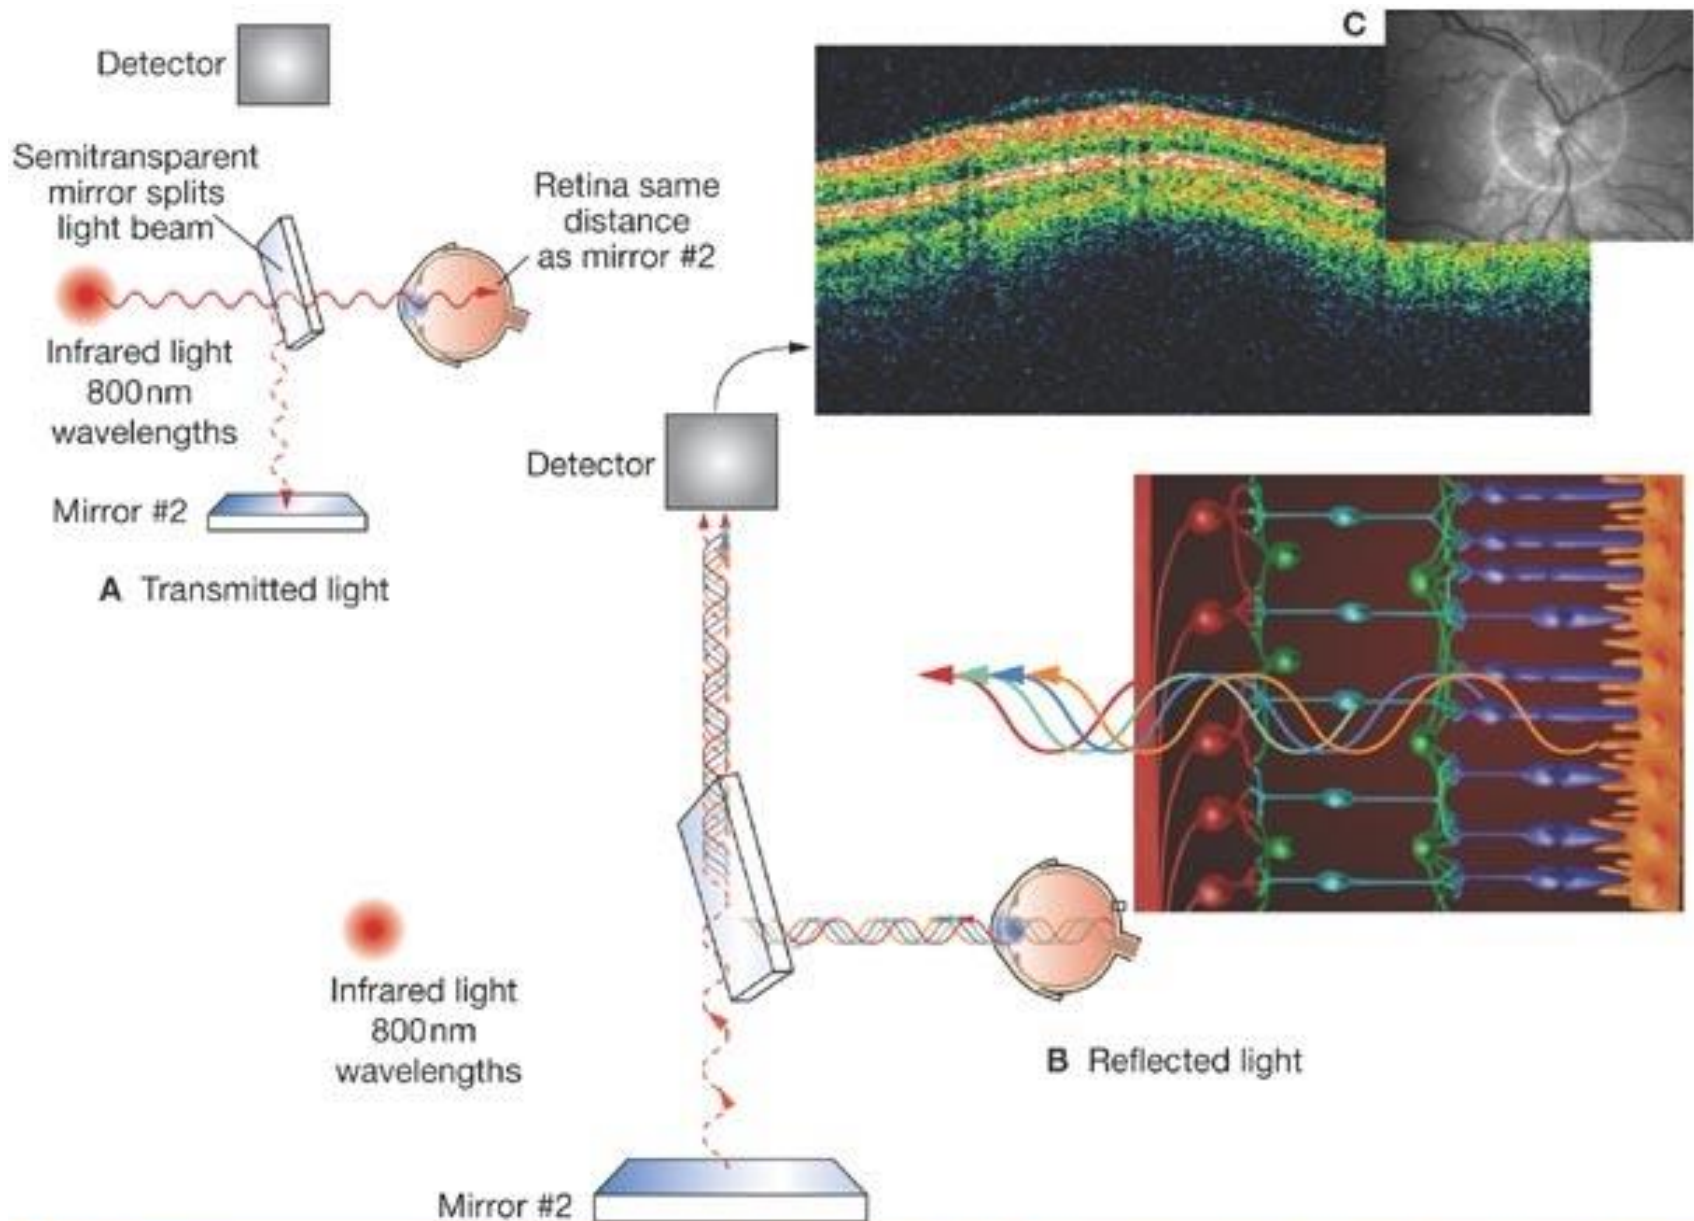 Detector
Semitransparent
mirror splits
light beam
Retina same
distance
as mirror #2
Infrared light
800nm
wavelengths
Mirror #2
A Transmitted light
C
Detector
Infrared light
800nm
wavelengths
B Reflected light
Mirror #2